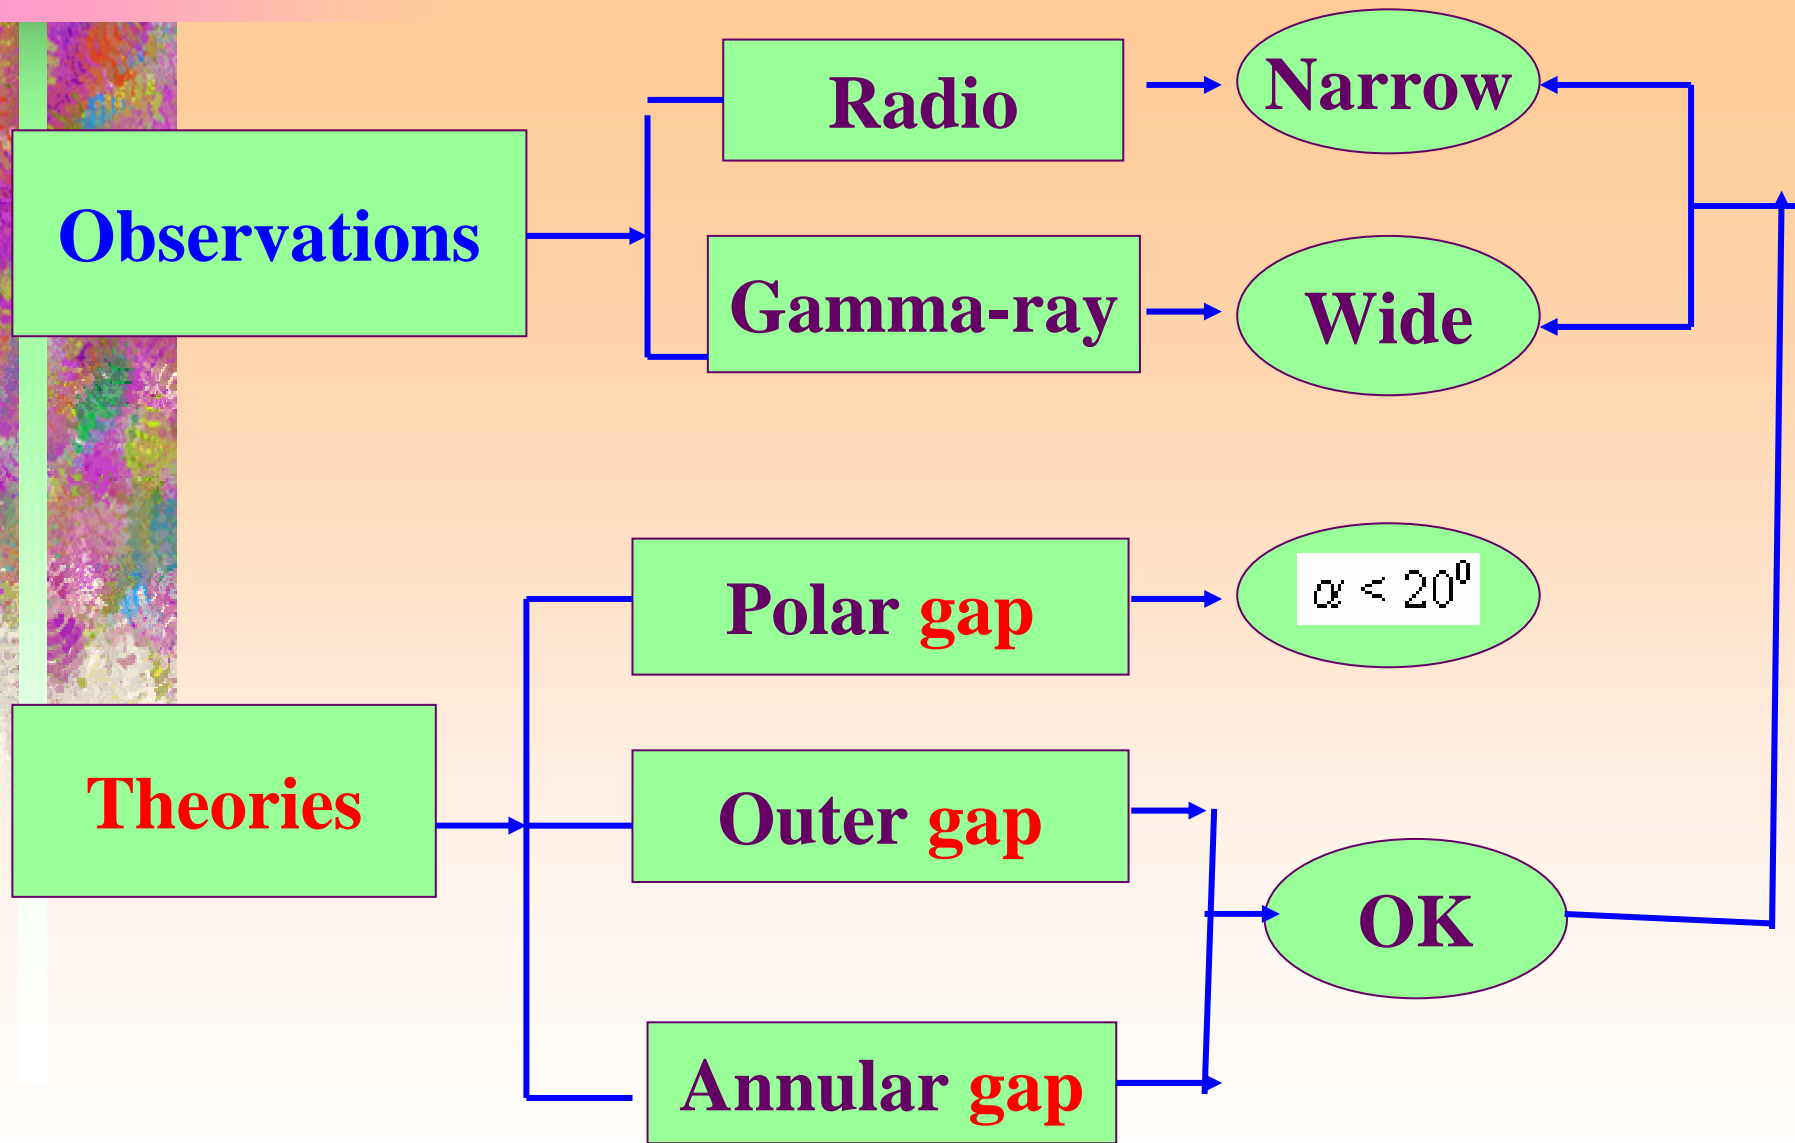 Observations
Radio
Narrow
Gamma-ray
Wide
Theories
Polar gap
α < 20⁰
Outer gap
OK
Annular gap